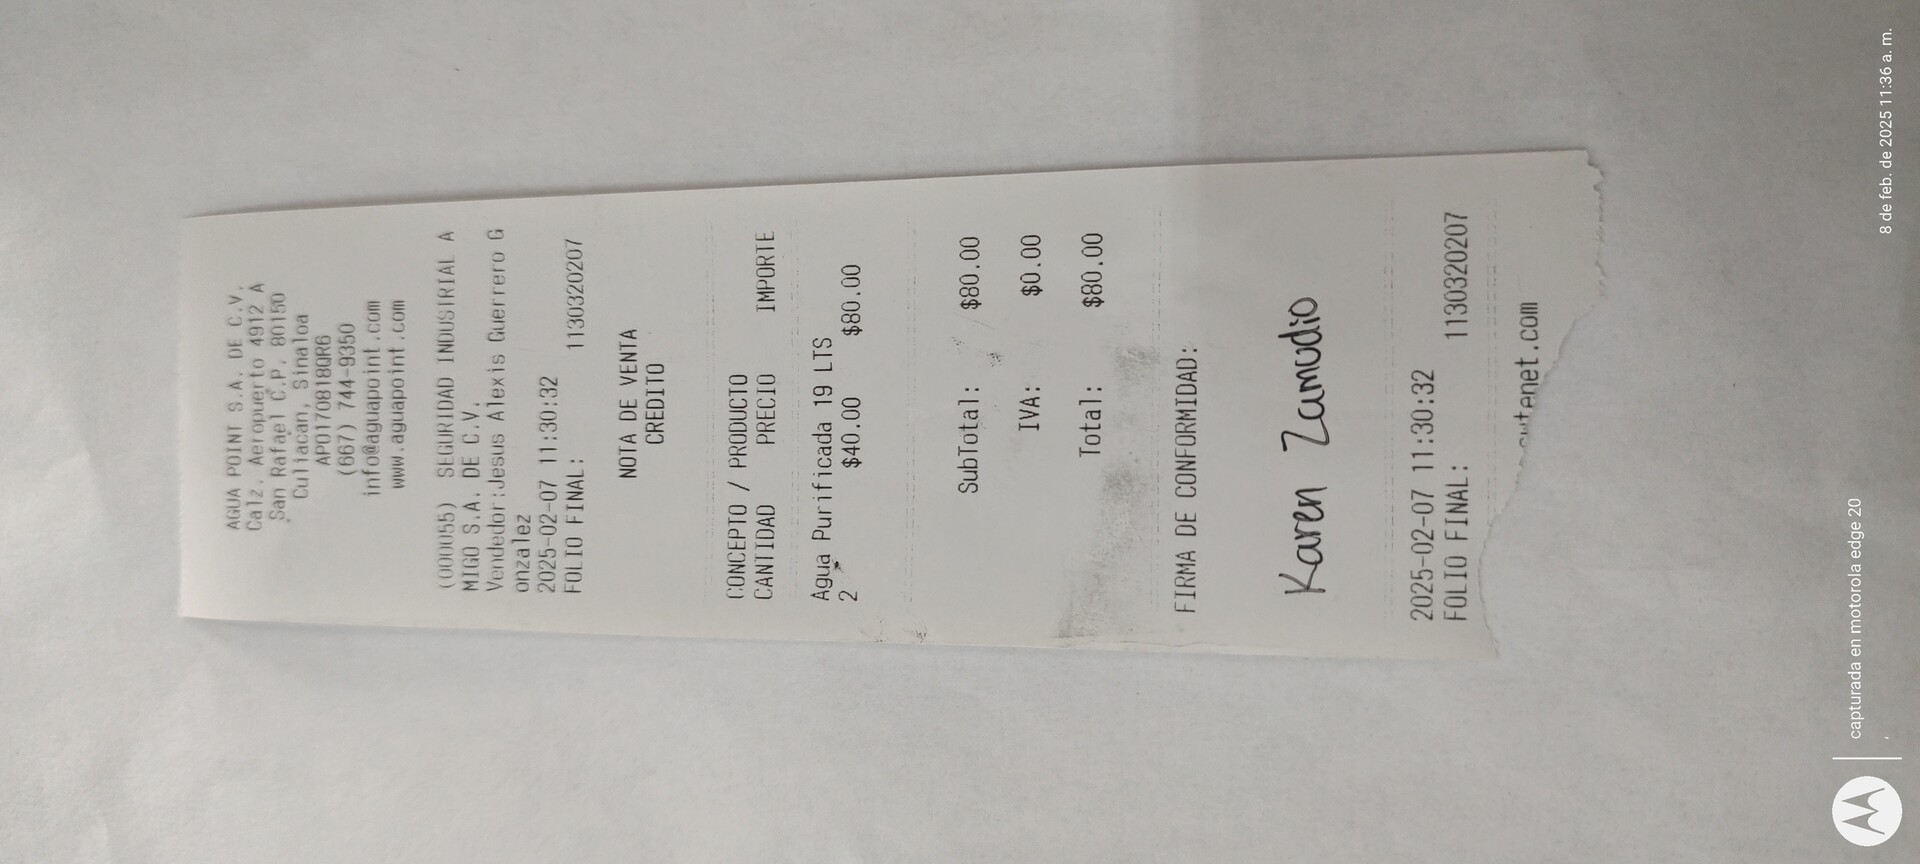 AGUA POINT S.A. DE C.V.
Calz. Aeropuerto 4912 A
San Rafael C.P. 80150
Culiacan, Sinaloa
APO170818QR6
(667) 744-9350
info@aguapoint.com
www.aguapoint.com
(000055) SEGURIDAD INDUSTRIAL A
MIGO S.A. DE C.V.
Vendedor:Jesus Alexis Guerrero G
onzalez
2025-02-07 11:30:32
FOLIO FINAL: 1130320207
NOTA DE VENTA
CREDITO
CONCEPTO / PRODUCTO
CANTIDAD PRECIO IMPORTE
Agua Purificada 19 LTS
2 $40.00 $80.00
SubTotal: $80.00
IVA: $0.00
Total: $80.00
FIRMA DE CONFORMIDAD:
Karen Zamudio
2025-02-07 11:30:32
FOLIO FINAL: 1130320207
capturada en motorola edge 20
8 de feb. de 2025 11:36 a. m.